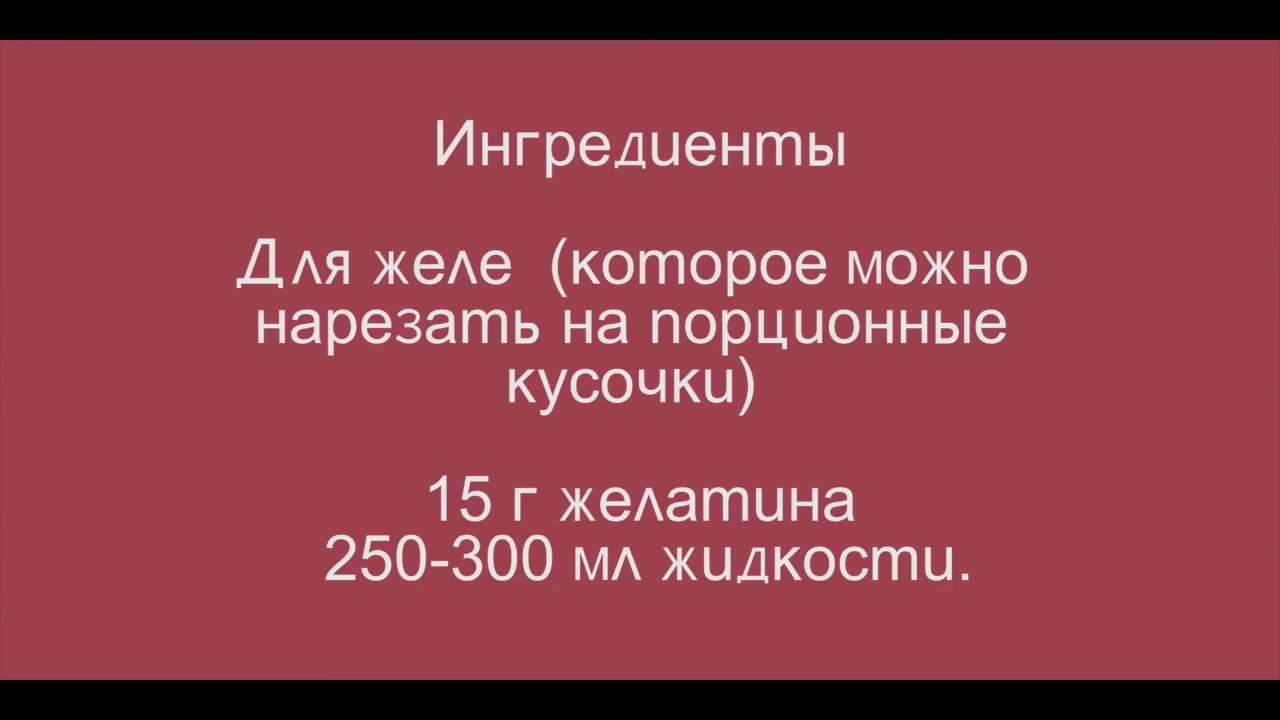 Ингредиенты
Для желе (которое можно
нарезать на порционные
кусочки)
15 г желатина
250-300 мл жидкости.